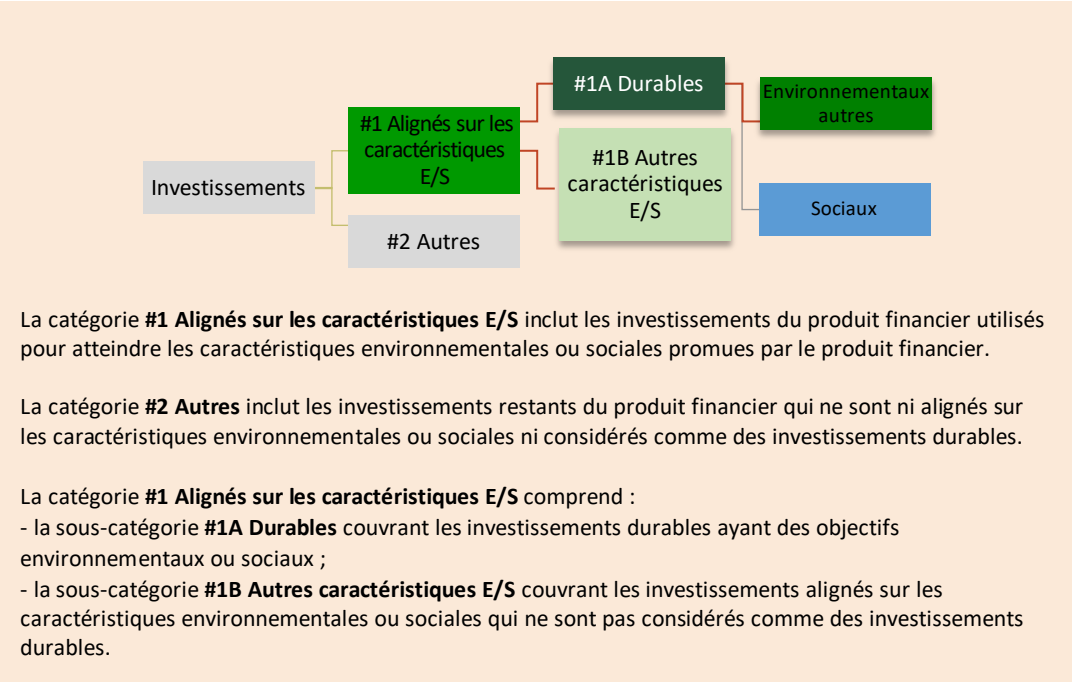 Investissements
#1 Alignés sur les
caractéristiques
E/S
#2 Autres
#1A Durables
#1B Autres
caractéristiques
E/S
Environnementaux
autres
Sociaux
La catégorie #1 Alignés sur les caractéristiques E/S inclut les investissements du produit financier utilisés
pour atteindre les caractéristiques environnementales ou sociales promues par le produit financier.
La catégorie #2 Autres inclut les investissements restants du produit financier qui ne sont ni alignés sur
les caractéristiques environnementales ou sociales ni considérés comme des investissements durables.
La catégorie #1 Alignés sur les caractéristiques E/S comprend :
- la sous-catégorie #1A Durables couvrant les investissements durables ayant des objectifs
environnementaux ou sociaux ;
- la sous-catégorie #1B Autres caractéristiques E/S couvrant les investissements alignés sur les
caractéristiques environnementales ou sociales qui ne sont pas considérés comme des investissements
durables.